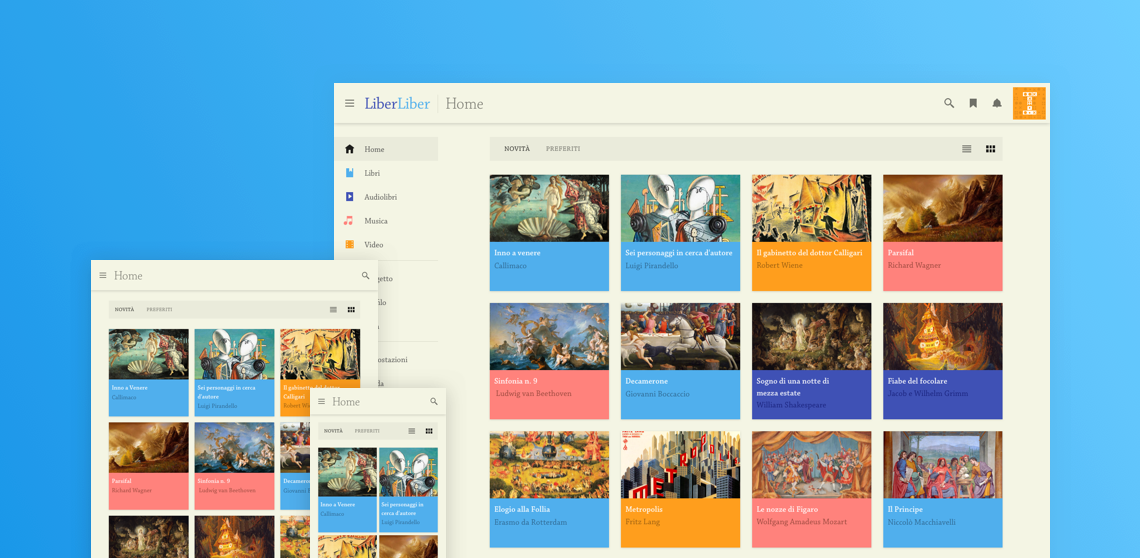 LiberLiber
Home
Home
Libri
Audiolibri
Musica
Video
NOVITÀ
PREFERITI
Inno a venere
Callimaco
Sei personaggi in cerca d'autore
Luigi Pirandello
Il gabinetto del dottor Calligari
Robert Wiene
Parsifal
Richard Wagner
Sinfonia n. 9
Ludwig van Beethoven
Decamerone
Giovanni Boccaccio
Sogno di una notte di
mezza estate
William Shakespeave
Fiabe del focolare
Jacob e Wilhelm Grimm
Elogio alla Follia
Erasmo da Rotterdam
Metropolis
Fritz Lang
Le nozze di Figaro
Wolfgang Amadeus Mozart
Il Principe
Niccolò Macchiavelli
Home
NOVITÀ
PREFERITI
Inno a Venere
Callimaco
Sei personaggi in cerca
d'autore
Luigi Pirandello
Il gabinetto del dottor
Calligari
Robert W
Parsifal
Richard Wagner
Sinfonia n. 9
Ludwig van Beethoven
Decamero
Giovanni
Home
NOVITÀ
PREFERITI
Inno a Venere
Callimaco
Sei personaggi in
cerca d'autore
Luigi Pirandello